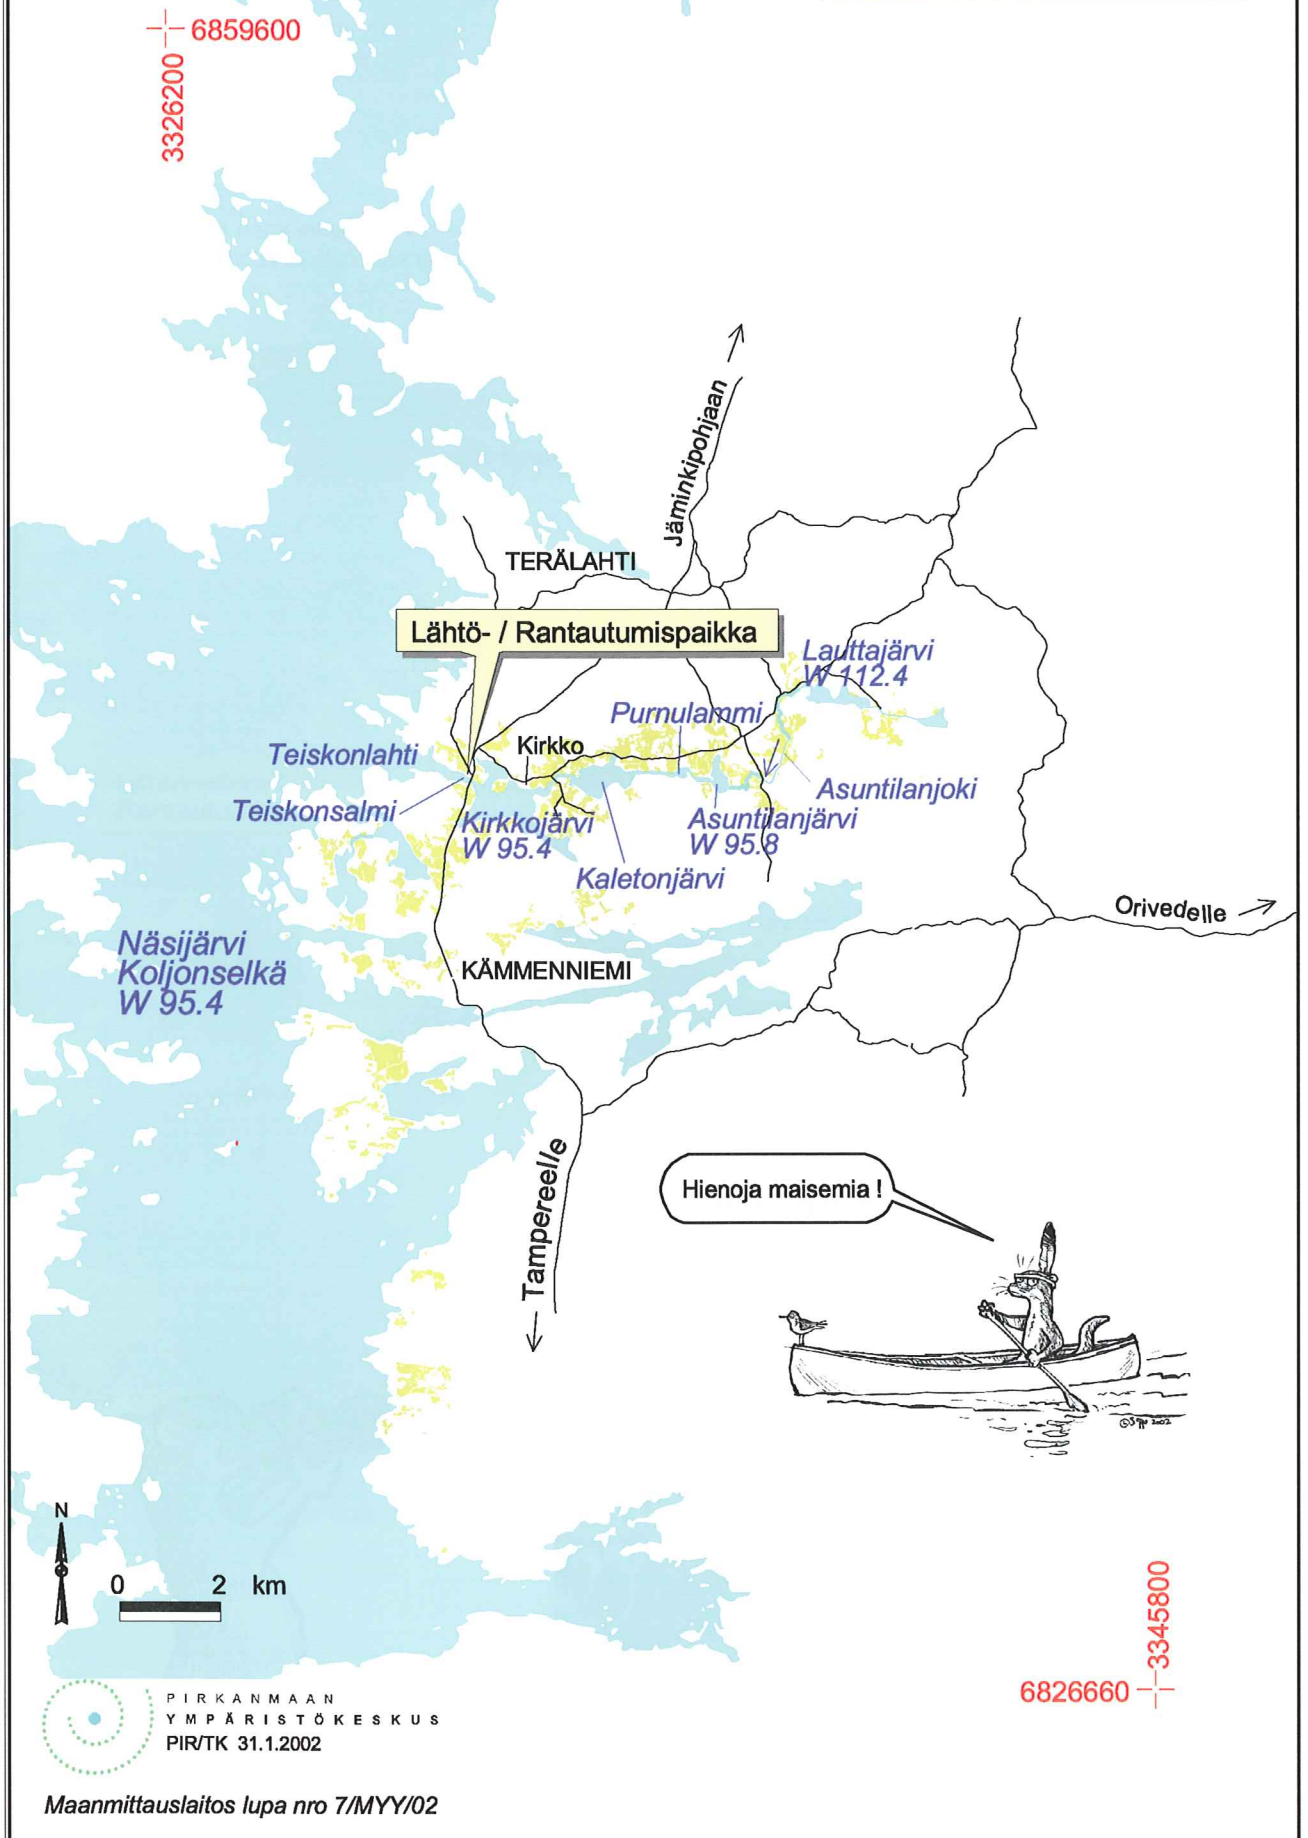 6859600
3326200
Jäminkipohjaan
TERÄLAHTI
Lähtö- / Rantautumispaikka
Lauttajärvi
W 112.4
Purnulammi
Teiskonlahti
Kirkko
Asuntilanjoki
Teiskonsalmi
Kirkkojärvi
W 95.4
Asuntilanjärvi
W 95.8
Kaletonjärvi
Orivedelle
Näsijärvi
Koljonselkä
W 95.4
KÄMMENNIEMI
Tampereelle
Hienoja maisemia !
N
0 2 km
3345800
6826660
PIRKANMAAN
YMPÄRISTÖKESKUS
PIR/TK 31.1.2002
Maanmittauslaitos lupa nro 7/MYY/02